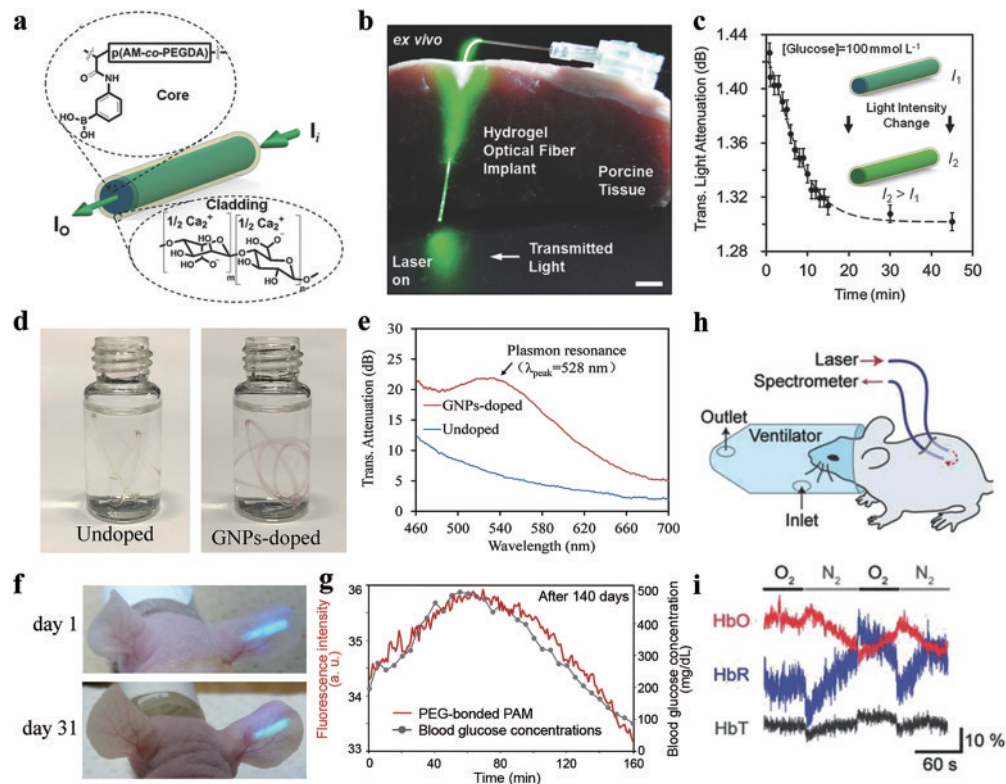 a
p(AM-co-PEGDA)
O
NH
Core
HO
B
OH
Ii
IO
Cladding
1/2 Ca2+
1/2 Ca2+
m
n
b
ex vivo
Hydrogel
Optical Fiber
Implant
Porcine
Tissue
Laser
on
Transmitted
Light
c
Trans. Light Attenuation (dB)
1.44
1.40
1.36
1.32
1.28
[Glucose]=100 mmol L-1
I1
Light Intensity
Change
I2
I2 > I1
0 10 20 30 40 50
Time (min)
d
Undoped
GNPs-doped
e
Trans. Attenuation (dB)
30
25
20
15
10
5
0
Plasmon resonance
(λpeak=528 nm)
GNPs-doped
Undoped
460 500 540 580 620 660 700
Wavelength (nm)
f
day 1
day 31
g
Fluorescence intensity
(a. u.)
36
35
34
33
After 140 days
PEG-bonded PAM
Blood glucose concentrations
500
400
300
200
100
0
Blood glucose concentration
mg/dL)
0 40 80 120 160
Time (min)
h
Laser
Spectrometer
Outlet
Ventilator
Inlet
i
O2 N2 O2 N2
HbO
HbR
HbT
10 %
60 s